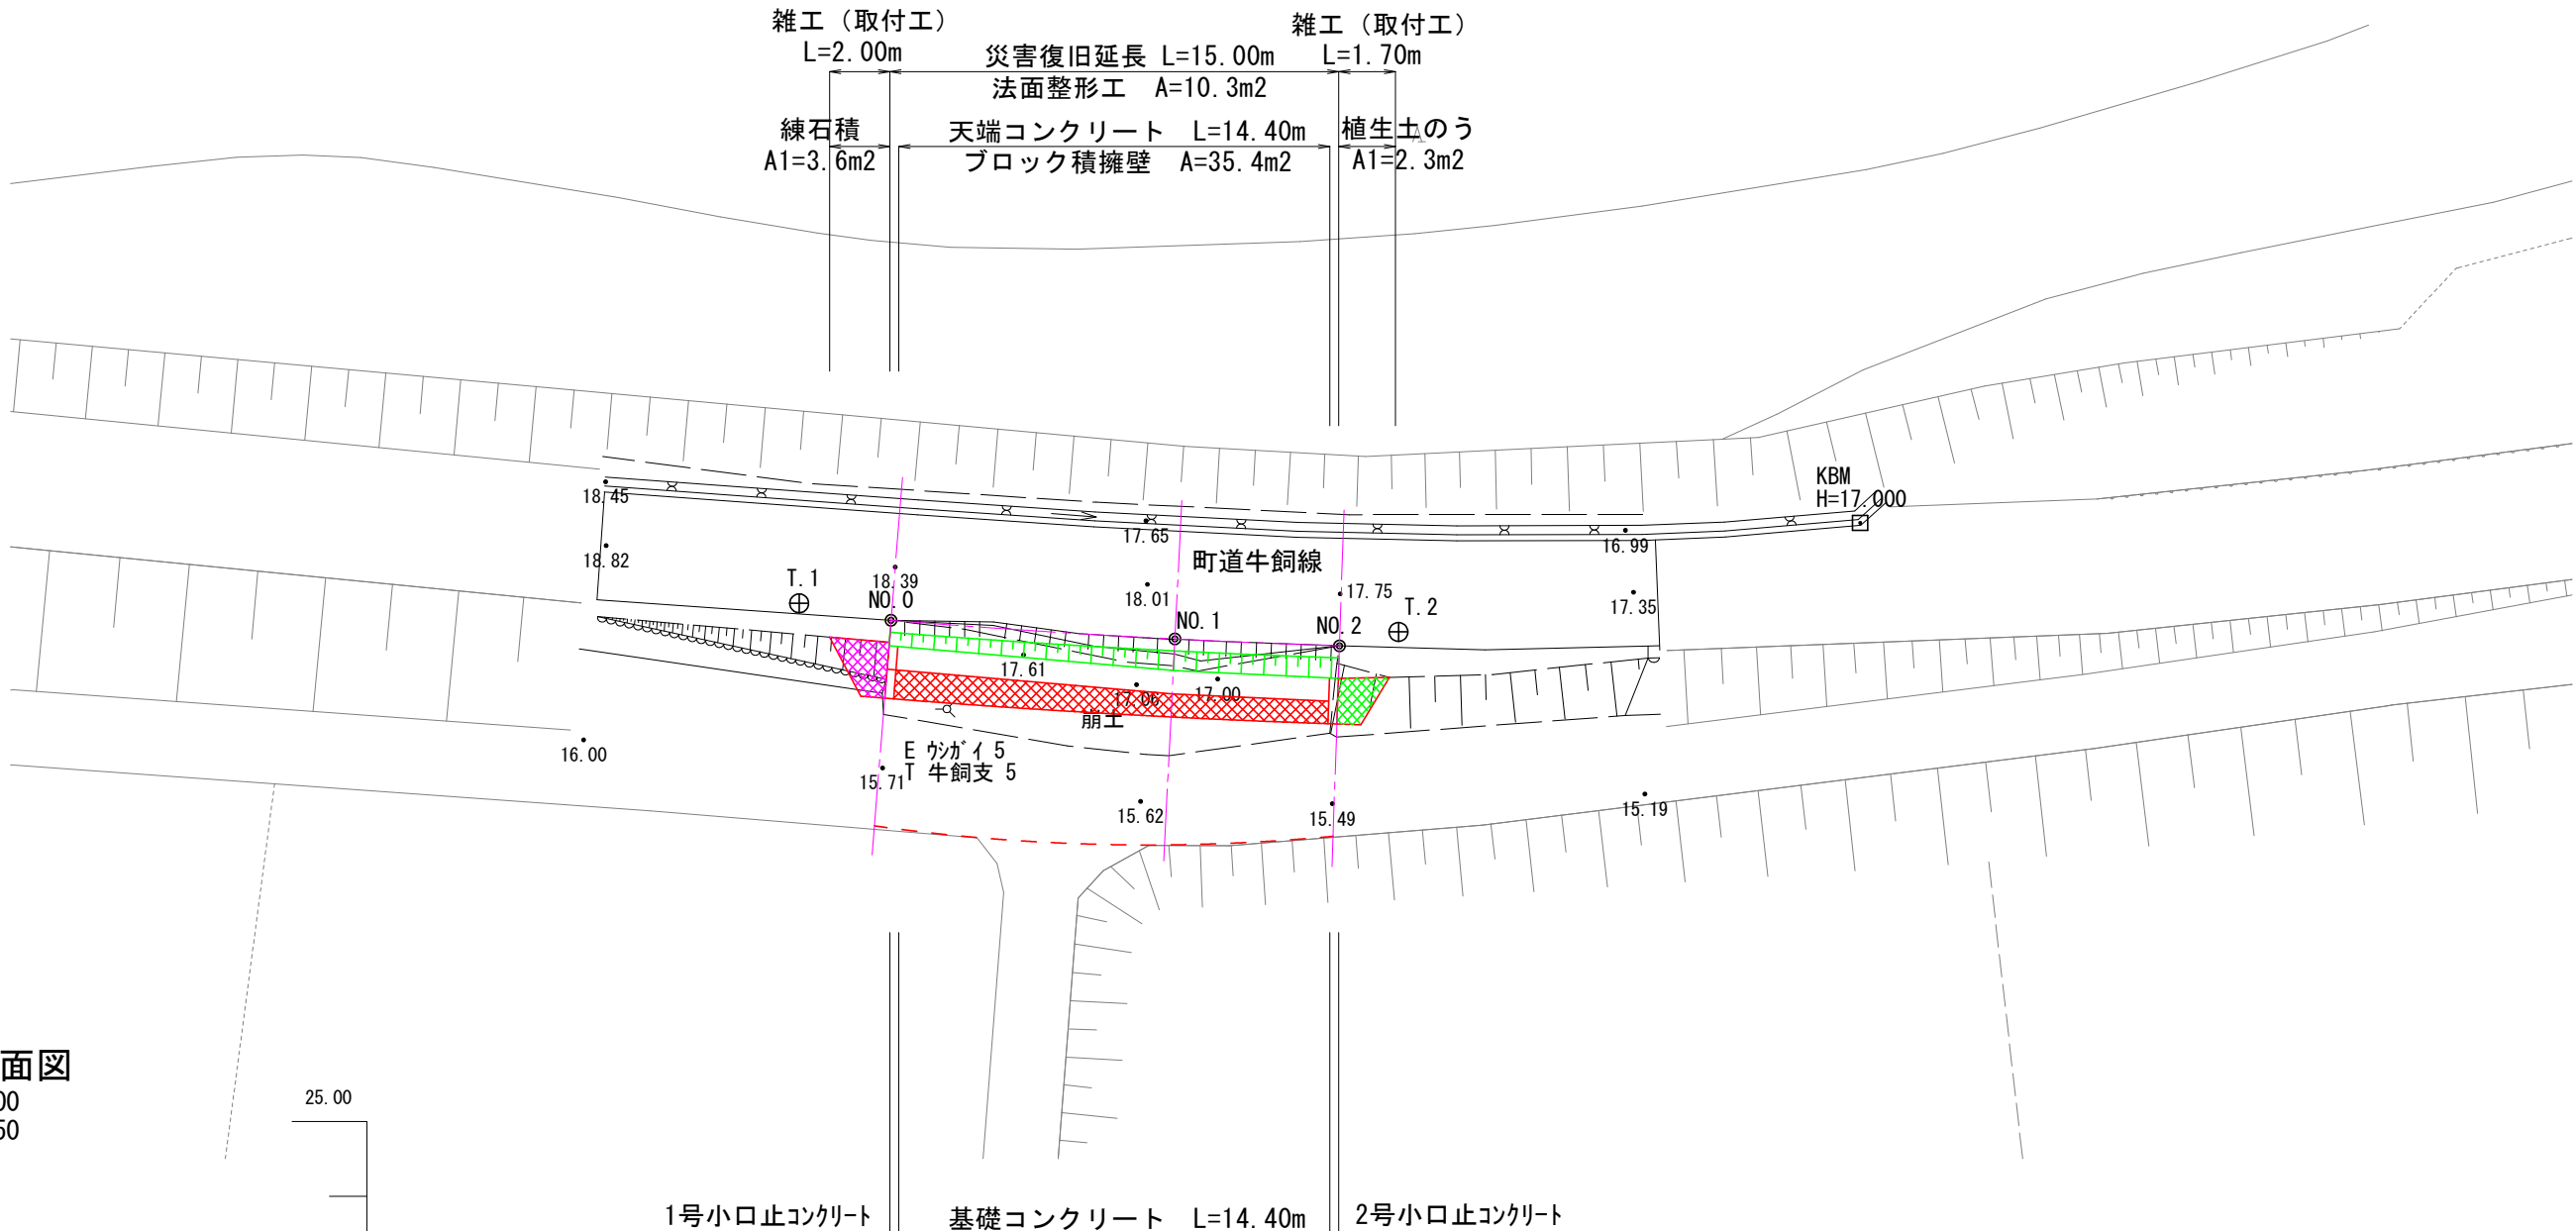 雑工（取付工）
L=2.00m
災害復旧延長 L=15.00m
雑工（取付工）
L=1.70m
法面整形工　A=10.3m2
練石積
A1=3.6m2
天端コンクリート　L=14.40m
ブロック積擁壁　A=35.4m2
植生土のう
A1=2.3m2
KBM
H=17.000
18.45
17.65
16.99
町道牛飼線
18.82
T.1
18.39
NO.0
18.01
17.75
T.2
17.35
NO.1
NO.2
17.61
17.06
17.00
崩土
E ｳｼｶﾞｲ 5
T 牛飼支 5
16.00
15.71
15.62
15.49
15.19
面図
00
50
25.00
1号小口止ｺﾝｸﾘｰﾄ
基礎コンクリート　L=14.40m
2号小口止ｺﾝｸﾘｰﾄ